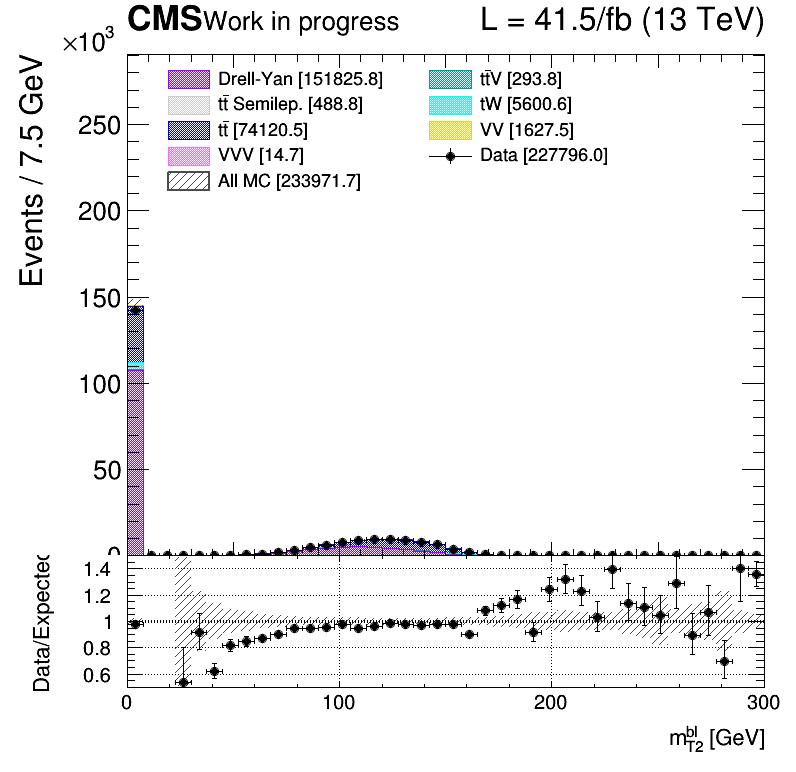 CMS Work in progress L = 41.5/fb (13 TeV)
×10³
Events / 7.5 GeV
250
200
150
100
50
0
Drell-Yan [151825.8]
tt̄ Semilep. [488.8]
tt̄ [74120.5]
VVV [14.7]
All MC [233971.7]
tt̄V [293.8]
tW [5600.6]
VV [1627.5]
Data [227796.0]
Data/Expected
1.4
1.2
1
0.8
0.6
0 100 200 300
m_T2^bl [GeV]